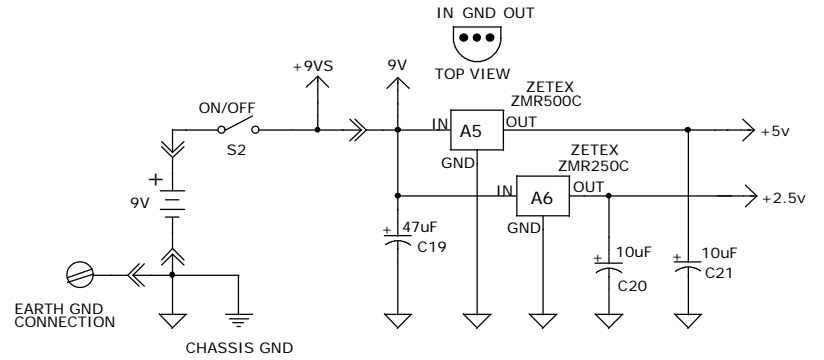 IN GND OUT
TOP VIEW
+9VS
9V
ZETEX
ZMR500C
ON/OFF
S2
IN
A5
OUT
GND
+5v
ZETEX
ZMR250C
+
9V
IN
A6
OUT
GND
+2.5v
+
47uF
C19
+
10uF
C20
+
10uF
C21
EARTH GND
CONNECTION
CHASSIS GND